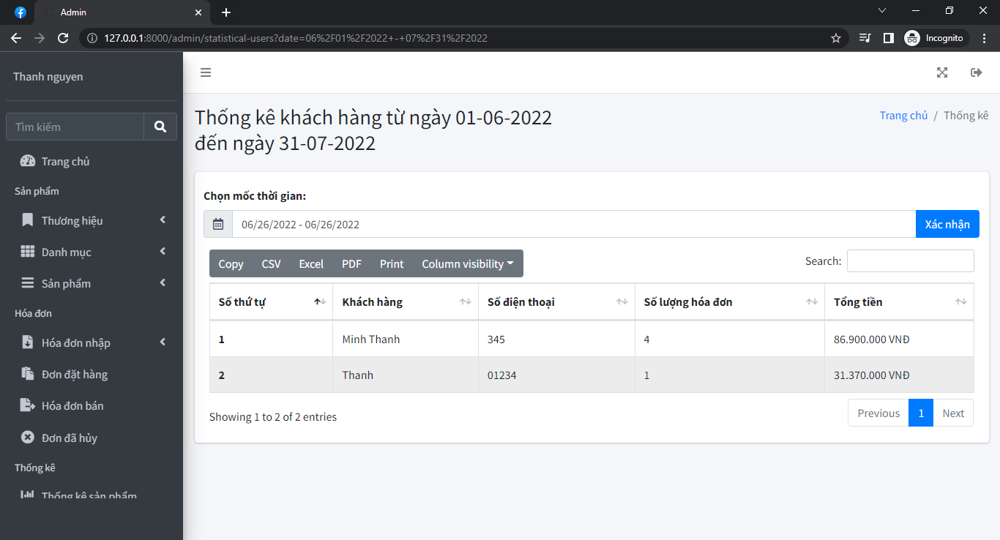 Admin
127.0.0.1:8000/admin/statistical-users?date=06%2F01%2F2022+-+07%2F31%2F2022
Incognito
Thanh nguyen
Tìm kiếm
Trang chủ
Sản phẩm
Thương hiệu
Danh mục
Sản phẩm
Hóa đơn
Hóa đơn nhập
Đơn đặt hàng
Hóa đơn bán
Đơn đã hủy
Thống kê
Thống kê sản phẩm
Thống kê khách hàng từ ngày 01-06-2022
đến ngày 31-07-2022
Trang chủ / Thống kê
Chọn mốc thời gian:
06/26/2022 - 06/26/2022
Xác nhận
Copy CSV Excel PDF Print Column visibility
Search:
Số thứ tự Khách hàng Số điện thoại Số lượng hóa đơn Tổng tiền
1 Minh Thanh 345 4 86.900.000 VNĐ
2 Thanh 01234 1 31.370.000 VNĐ
Showing 1 to 2 of 2 entries
Previous 1 Next